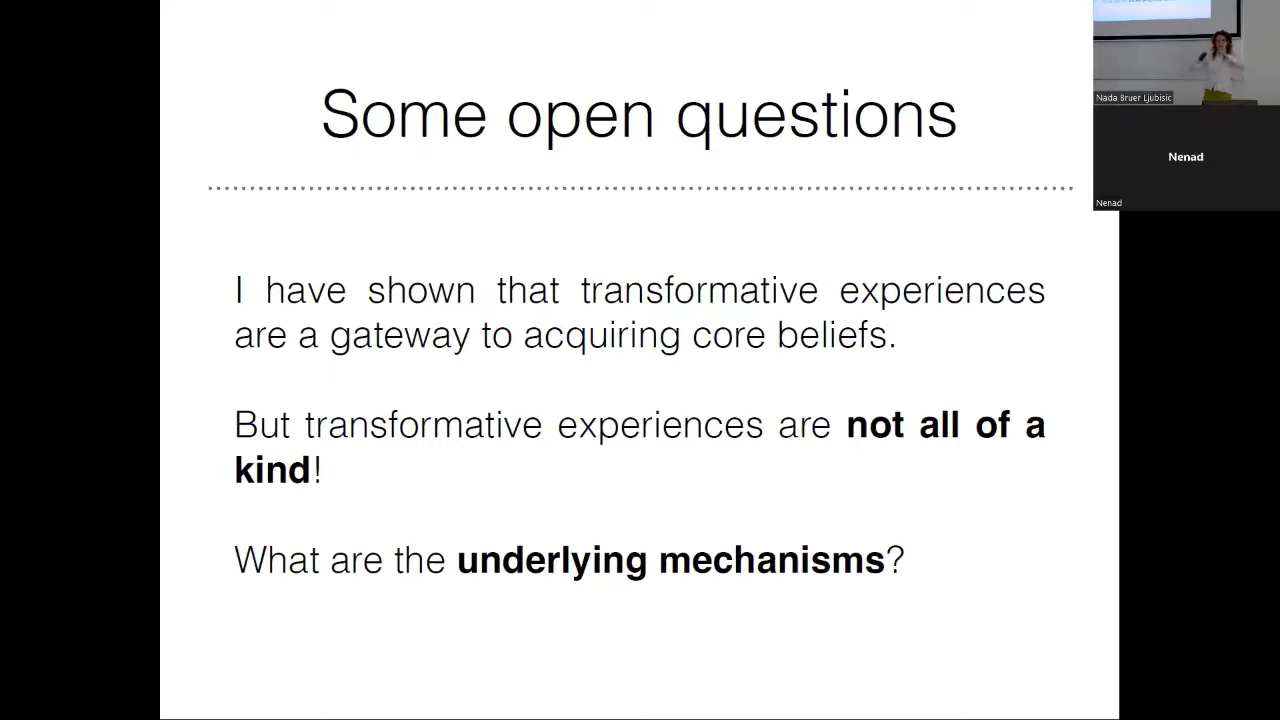 Some open questions
I have shown that transformative experiences
are a gateway to acquiring core beliefs.
But transformative experiences are not all of a
kind!
What are the underlying mechanisms?
Nada Bruer Ljubisic
Nenad
Nenad